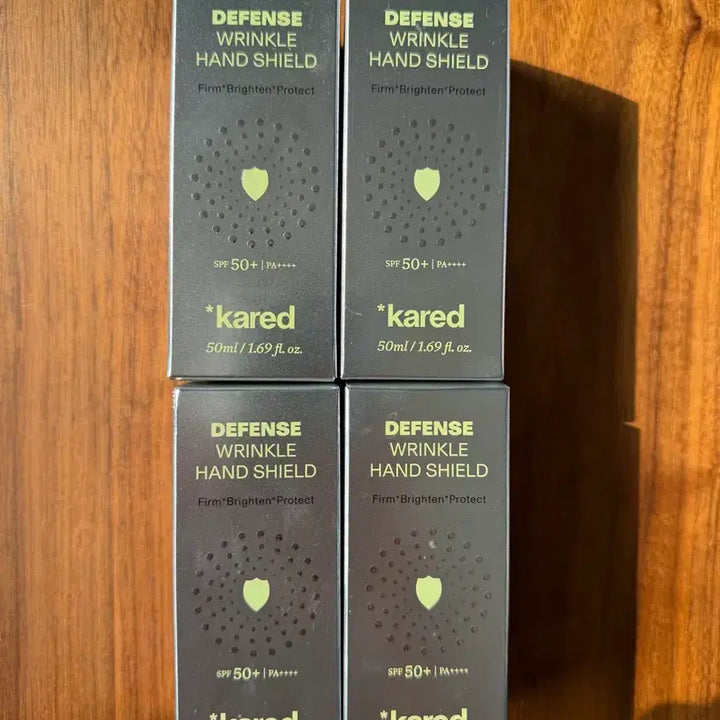 DEFENSE
WRINKLE
HAND SHIELD
Firm*Brighten*Protect
SPF 50+ | PA++++
*kared
50ml / 1.69 fl. oz.
DEFENSE
WRINKLE
HAND SHIELD
Firm*Brighten*Protect
SPF 50+ | PA++++
*kared
50ml / 1.69 fl. oz.
DEFENSE
WRINKLE
HAND SHIELD
Firm*Brighten*Protect
SPF 50+ | PA++++
*kared
DEFENSE
WRINKLE
HAND SHIELD
Firm*Brighten*Protect
SPF 50+ | PA++++
*kared